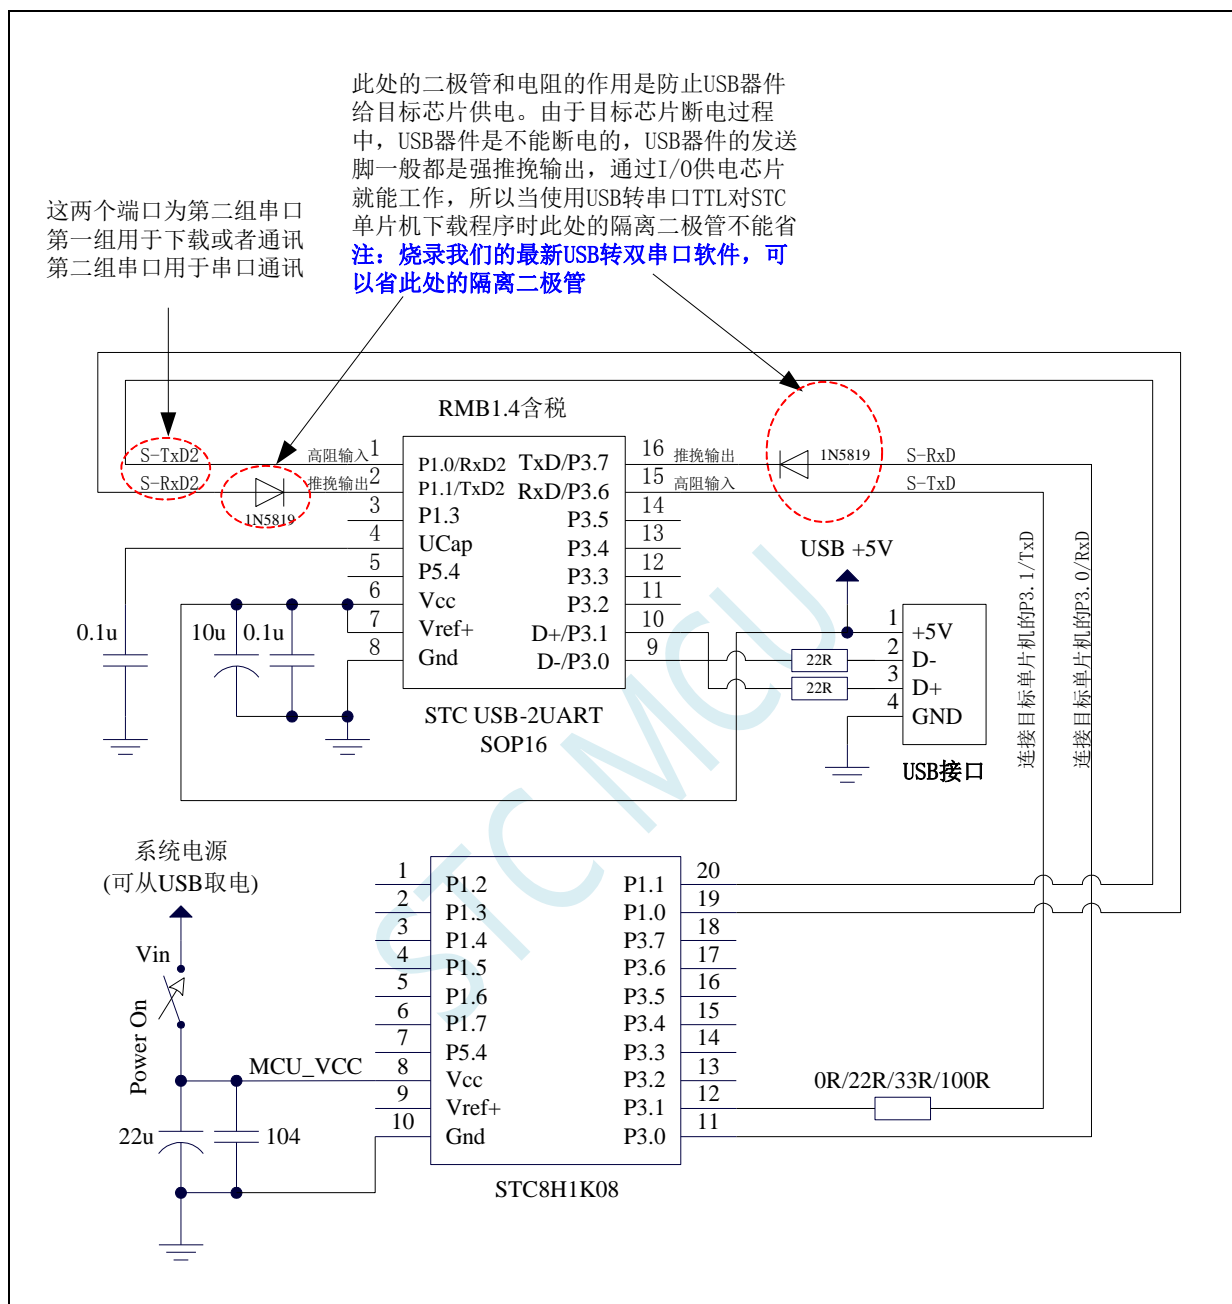 此处的二极管和电阻的作用是防止USB器件
给目标芯片供电。由于目标芯片断电过程
中，USB器件是不能断电的，USB器件的发送
脚一般都是强推挽输出，通过I/O供电芯片
就能工作，所以当使用USB转串口TTL对STC
单片机下载程序时此处的隔离二极管不能省
注：烧录我们的最新USB转双串口软件，可
以省此处的隔离二极管
这两个端口为第二组串口
第一组用于下载或者通讯
第二组串口用于串口通讯
RMB1.4含税
S-TxD2
高阻输入
1
P1.0/RxD2
S-RxD2
1N5819
推挽输出
2
P1.1/TxD2
3
P1.3
4
UCap
5
P5.4
6
Vcc
7
Vref+
8
Gnd
TxD/P3.7
16
推挽输出
1N5819
S-RxD
RxD/P3.6
15
高阻输入
S-TxD
P3.5
14
P3.4
13
P3.3
12
P3.2
11
D+/P3.1
10
D-/P3.0
9
STC USB-2UART
SOP16
0.1u
10u
0.1u
USB +5V
22R
22R
1
+5V
2
D-
3
D+
4
GND
USB接口
连接目标单片机的P3.1/TxD
连接目标单片机的P3.0/RxD
STC MCU
系统电源
(可从USB取电)
Vin
Power On
MCU_VCC
22u
104
1
P1.2
2
P1.3
3
P1.4
4
P1.5
5
P1.6
6
P1.7
7
P5.4
8
Vcc
9
Vref+
10
Gnd
P1.1
20
P1.0
19
P3.7
18
P3.6
17
P3.5
16
P3.4
15
P3.3
14
P3.2
13
P3.1
12
P3.0
11
0R/22R/33R/100R
STC8H1K08